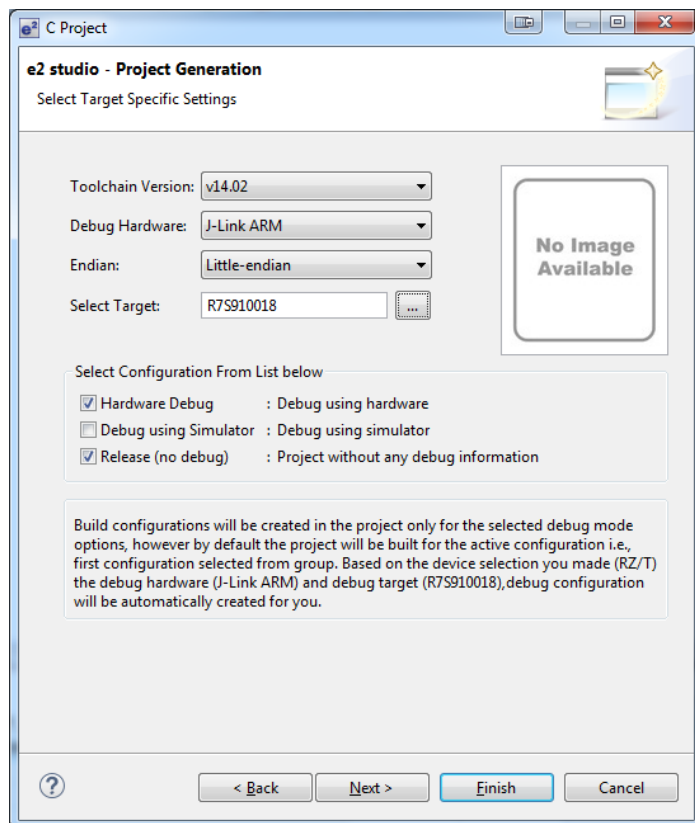 e² C Project
e2 studio - Project Generation
Select Target Specific Settings
Toolchain Version: v14.02
Debug Hardware: J-Link ARM
Endian: Little-endian
Select Target: R7S910018 ...
No Image
Available
Select Configuration From List below
Hardware Debug : Debug using hardware
Debug using Simulator : Debug using simulator
Release (no debug) : Project without any debug information
Build configurations will be created in the project only for the selected debug mode
options, however by default the project will be built for the active configuration i.e.,
first configuration selected from group. Based on the device selection you made (RZ/T)
the debug hardware (J-Link ARM) and debug target (R7S910018),debug configuration
will be automatically created for you.
? < Back Next > Finish Cancel